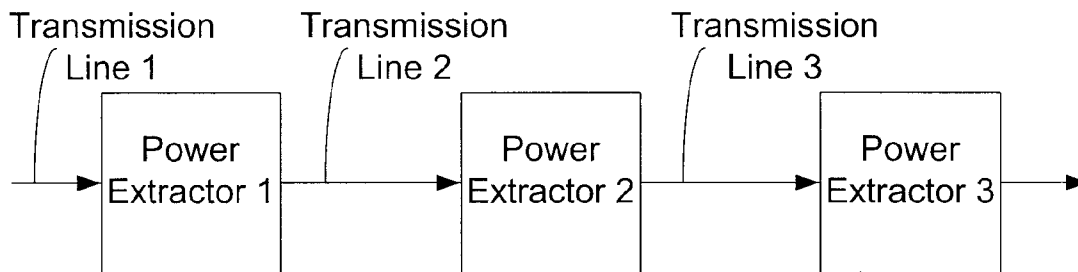 Transmission
Line 1
Transmission
Line 2
Transmission
Line 3
Power
Extractor 1
Power
Extractor 2
Power
Extractor 3